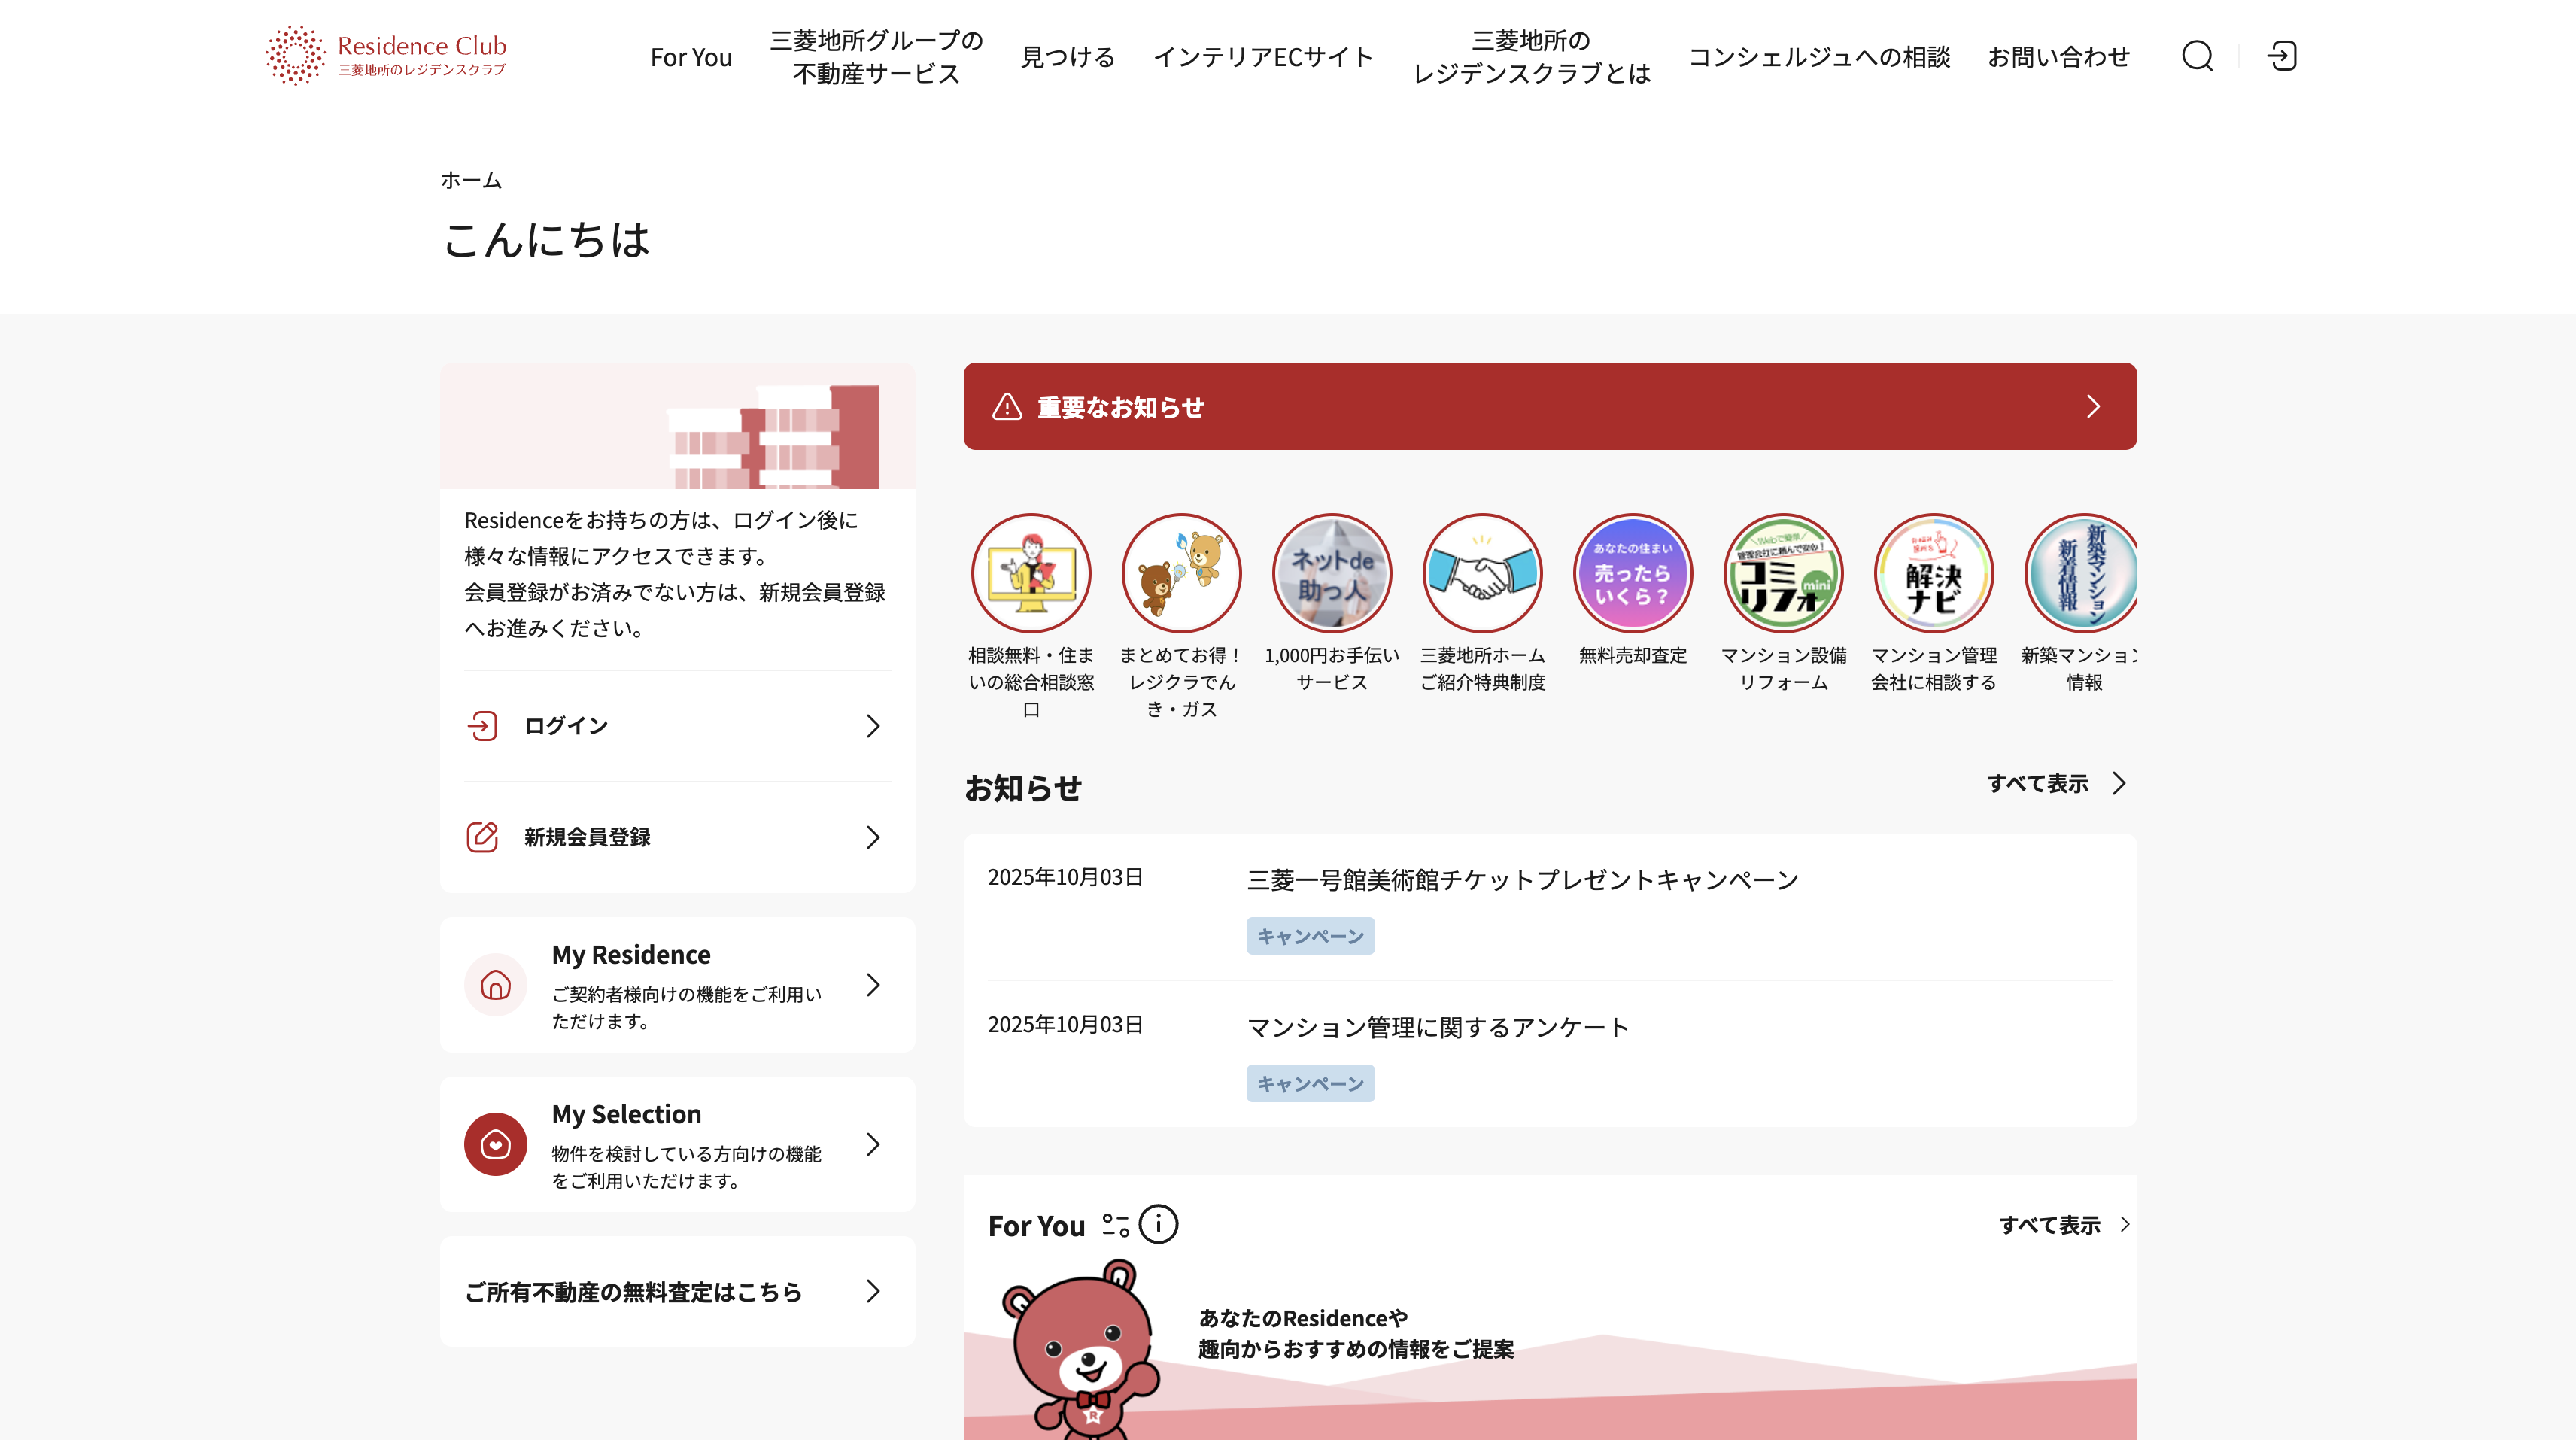 Residence Club
三菱地所のレジデンスクラブ
For You
三菱地所グループの
不動産サービス
見つける
インテリアECサイト
三菱地所の
レジデンスクラブとは
コンシェルジュへの相談
お問い合わせ
ホーム
こんにちは
Residenceをお持ちの方は、ログイン後に
様々な情報にアクセスできます。
会員登録がお済みでない方は、新規会員登録
へお進みください。
ログイン
新規会員登録
My Residence
ご契約者様向けの機能をご利用い
ただけます。
My Selection
物件を検討している方向けの機能
をご利用いただけます。
ご所有不動産の無料査定はこちら
重要なお知らせ
相談無料・住ま
いの総合相談窓
口
まとめてお得！
レジクラでん
き・ガス
ネットde
助っ人
1,000円お手伝い
サービス
三菱地所ホーム
ご紹介特典制度
あなたの住まい
売ったら
いくら？
無料売却査定
Webで簡単
管理会社に頼んで安心！
コミ
リフォ
mini
マンション設備
リフォーム
解決
ナビ
マンション管理
会社に相談する
新築マンション
新着情報
新築マンション
情報
お知らせ
すべて表示
2025年10月03日
三菱一号館美術館チケットプレゼントキャンペーン
キャンペーン
2025年10月03日
マンション管理に関するアンケート
キャンペーン
For You
すべて表示
あなたのResidenceや
趣向からおすすめの情報をご提案
R